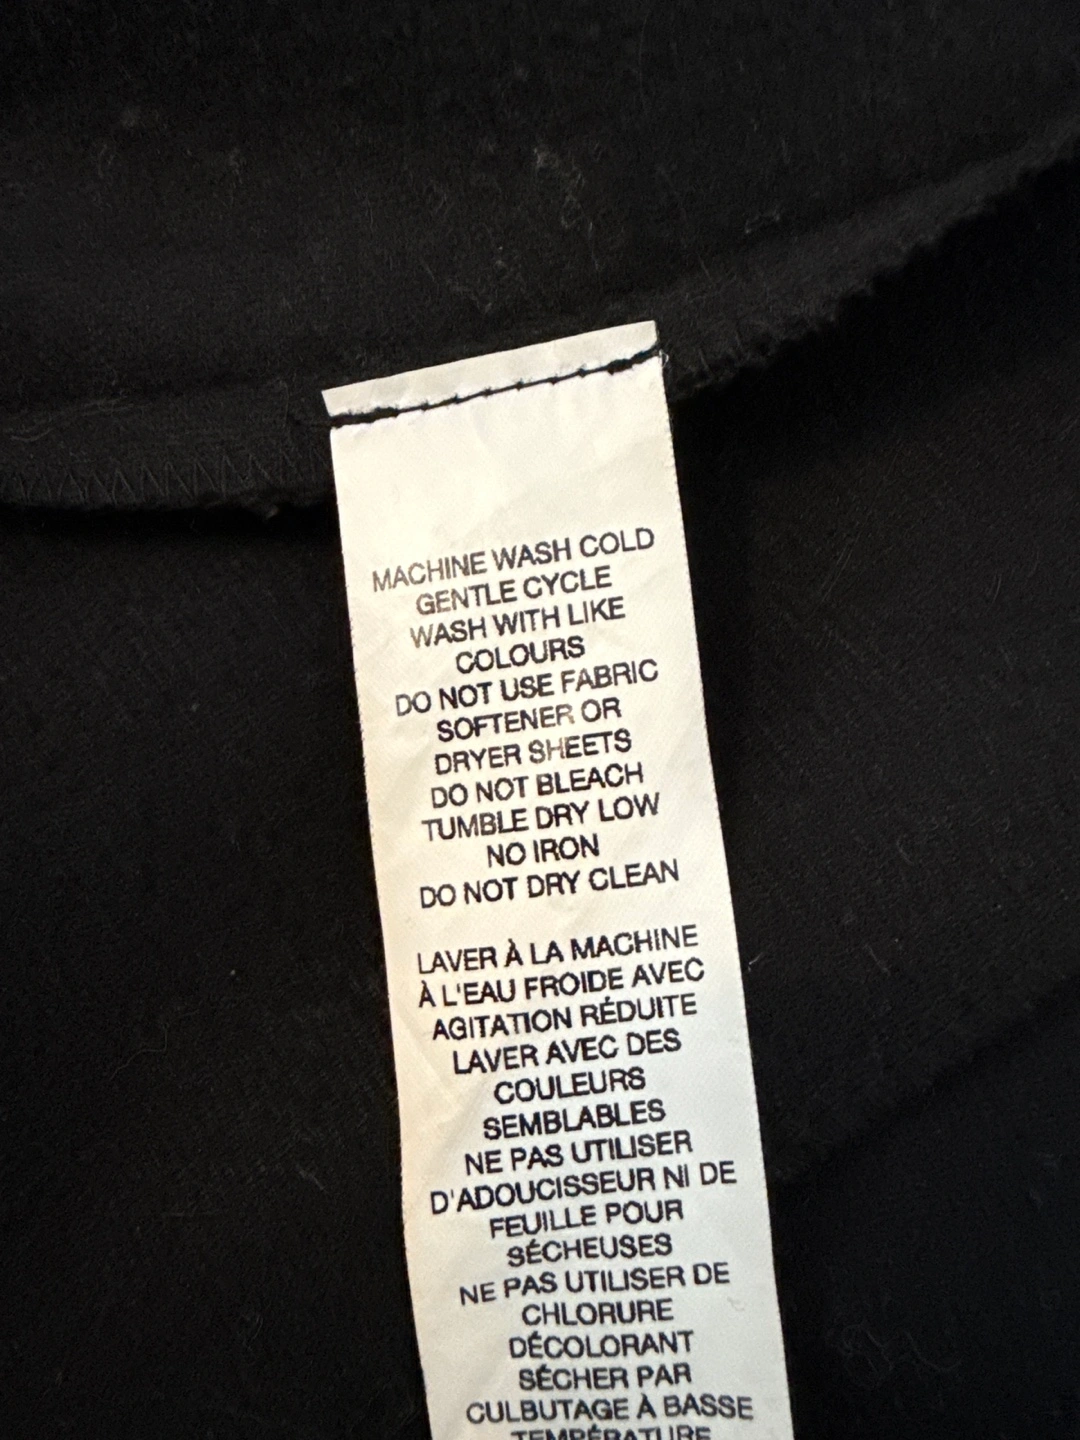 MACHINE WASH COLD
GENTLE CYCLE
WASH WITH LIKE
COLOURS
DO NOT USE FABRIC
SOFTENER OR
DRYER SHEETS
DO NOT BLEACH
TUMBLE DRY LOW
NO IRON
DO NOT DRY CLEAN
LAVER À LA MACHINE
À L'EAU FROIDE AVEC
AGITATION RÉDUITE
LAVER AVEC DES
COULEURS
SEMBLABLES
NE PAS UTILISER
D'ADOUCISSEUR NI DE
FEUILLE POUR
SÉCHEUSES
NE PAS UTILISER DE
CHLORURE
DÉCOLORANT
SÉCHER PAR
CULBUTAGE À BASSE
TEMPÉRATURE